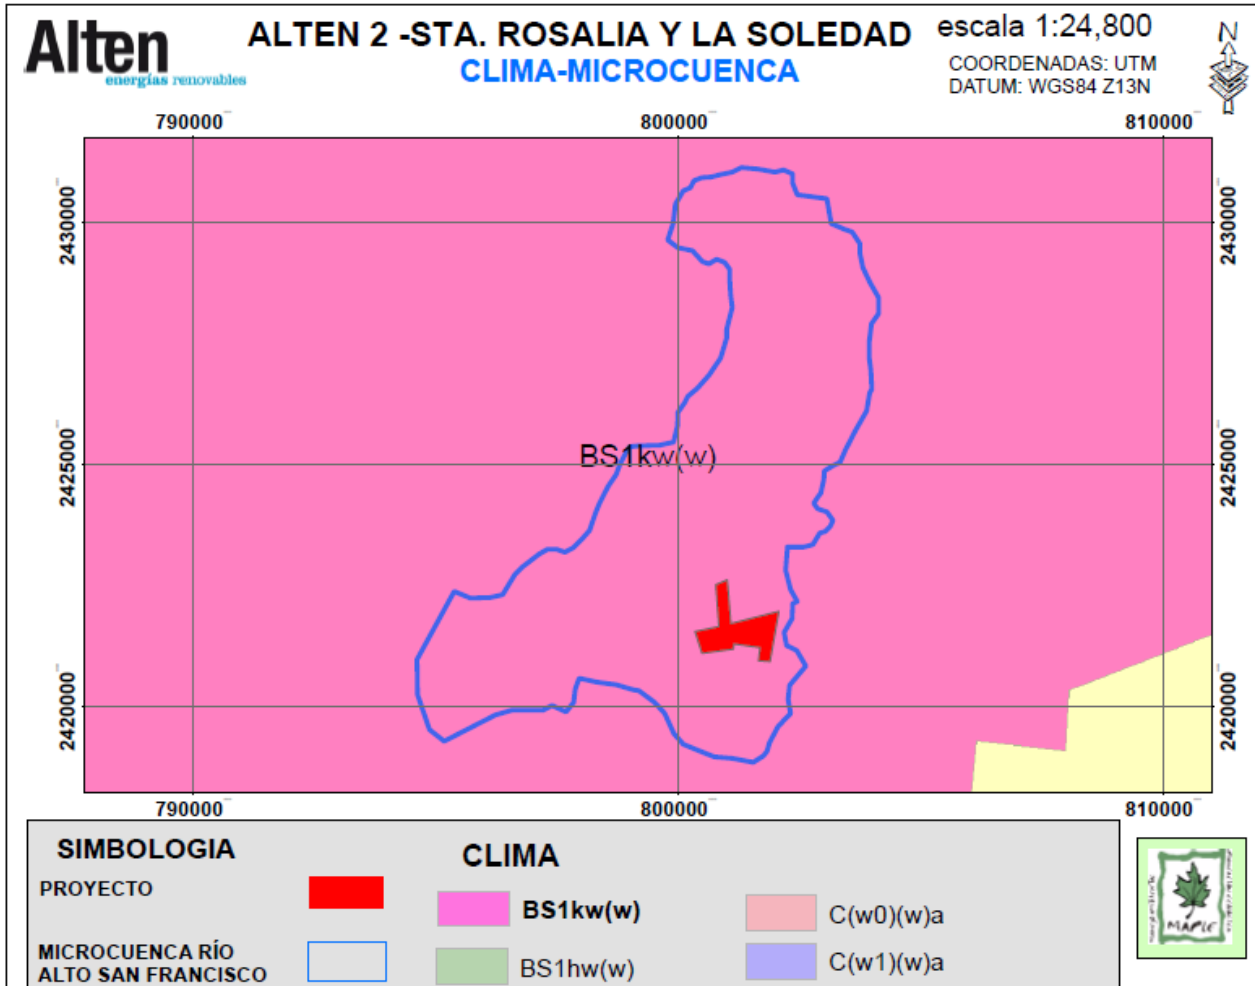 Alten
energías renovables
ALTEN 2 -STA. ROSALIA Y LA SOLEDAD
CLIMA-MICROCUENCA
escala 1:24,800
COORDENADAS: UTM
DATUM: WGS84 Z13N
N
790000 800000 810000
2430000 2430000
2425000 2425000
2420000 2420000
BS1kw(w)
790000 800000 810000
SIMBOLOGIA
PROYECTO
MICROCUENCA RÍO
ALTO SAN FRANCISCO
CLIMA
BS1kw(w)
BS1hw(w)
C(w0)(w)a
C(w1)(w)a
MAPLE